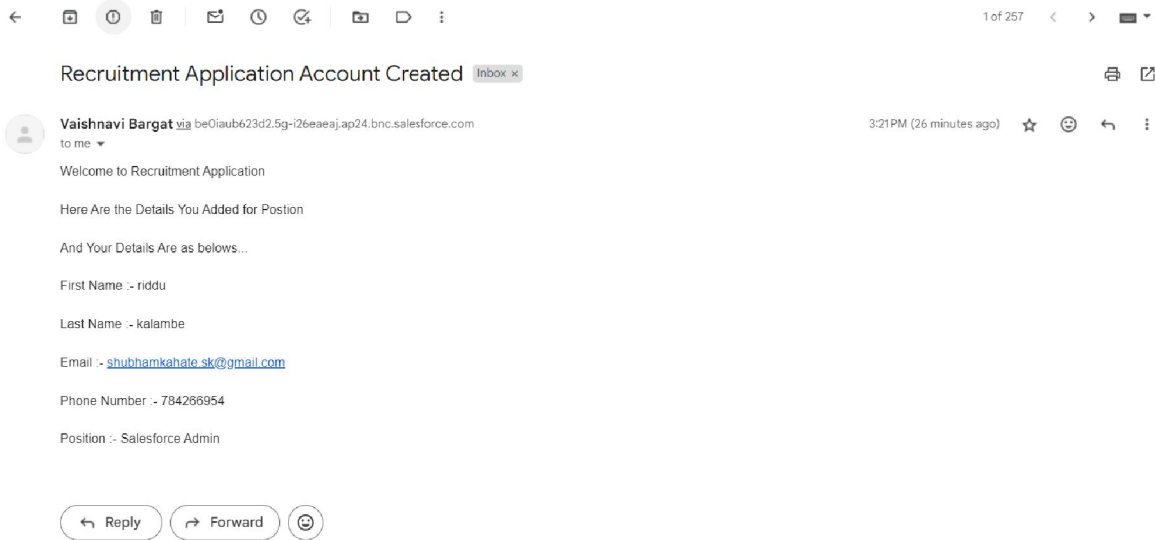 1 of 257
Recruitment Application Account Created Inbox ×
Vaishnavi Bargat via be0iaub623d2.5g-i26eaeaj.ap24.bnc.salesforce.com
3:21 PM (26 minutes ago)
to me
Welcome to Recruitment Application
Here Are the Details You Added for Postion
And Your Details Are as belows...
First Name :- riddu
Last Name :- kalambe
Email :- shubhamkahate.sk@gmail.com
Phone Number :- 784266954
Position :- Salesforce Admin
Reply Forward